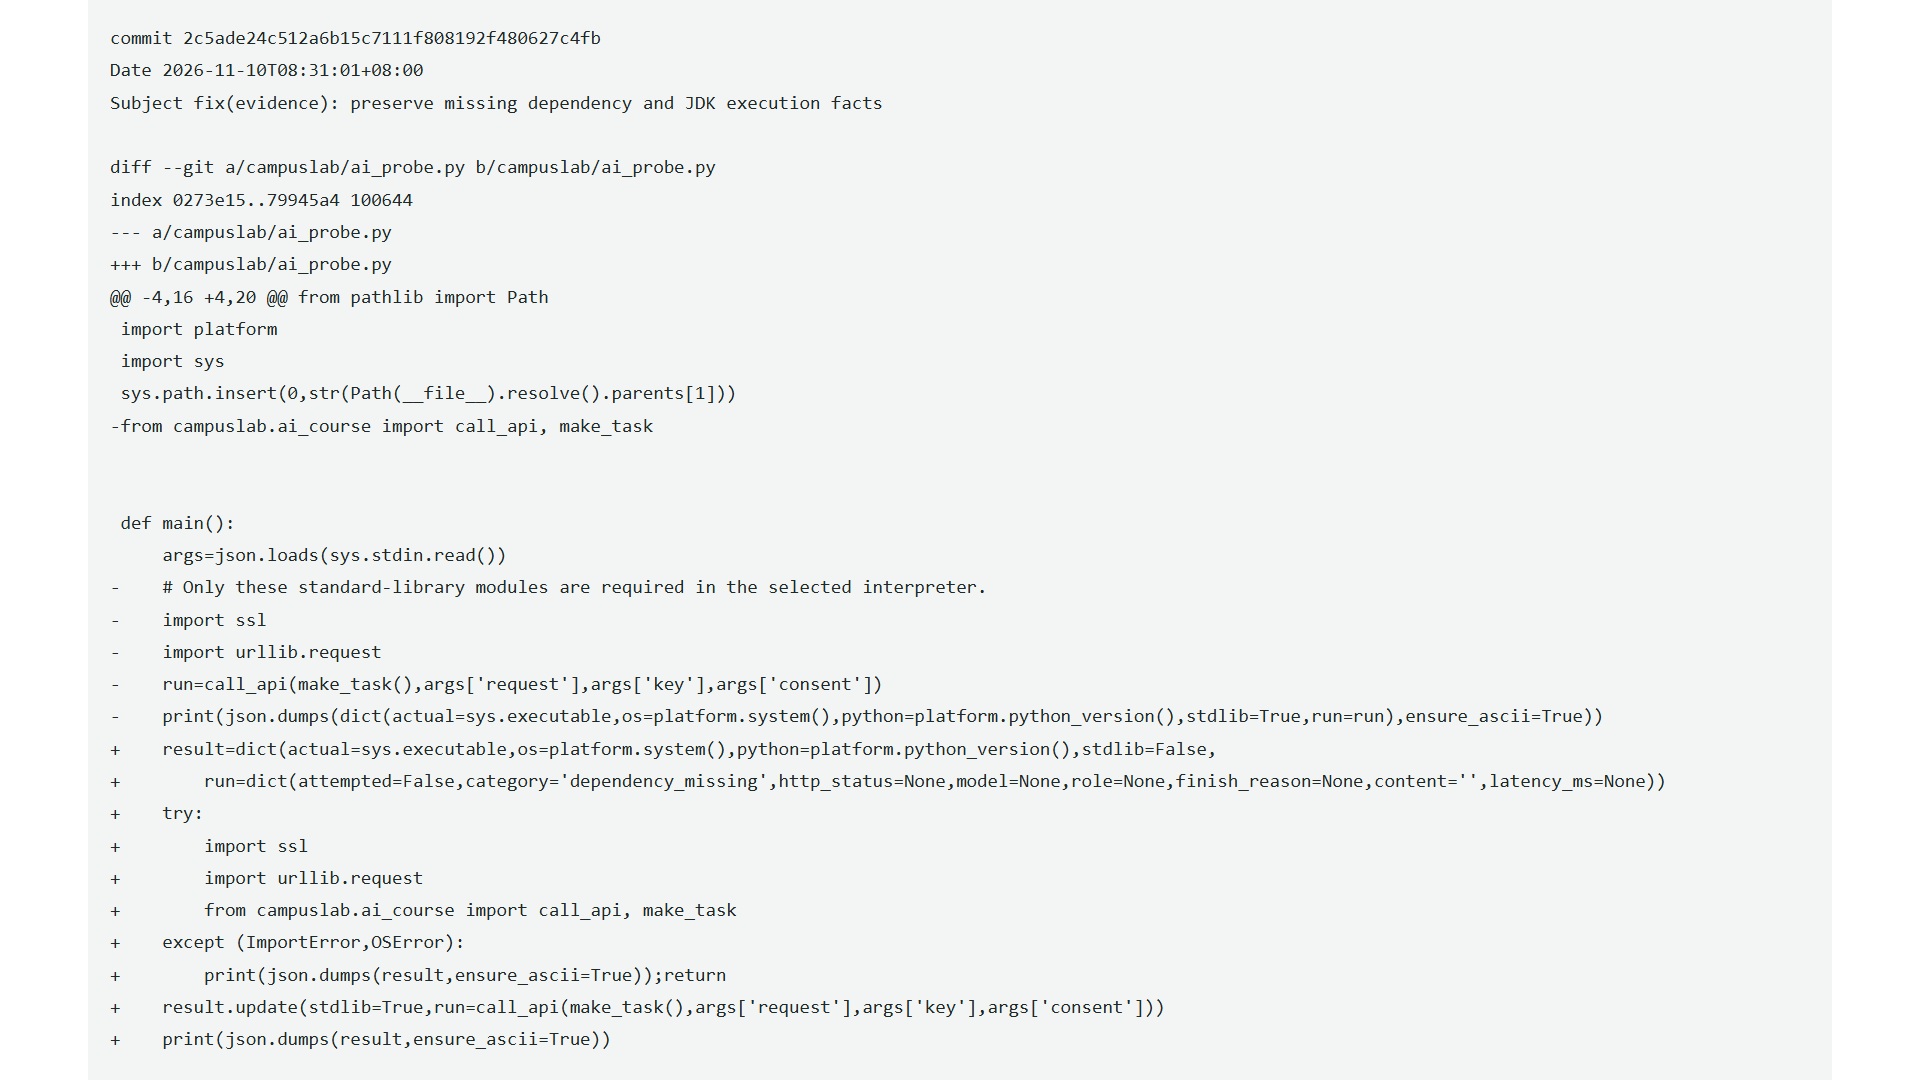 commit 2c5ade24c512a6b15c7111f808192f480627c4fb
Date 2026-11-10T08:31:01+08:00
Subject fix(evidence): preserve missing dependency and JDK execution facts

diff --git a/campuslab/ai_probe.py b/campuslab/ai_probe.py
index 0273e15..79945a4 100644
--- a/campuslab/ai_probe.py
+++ b/campuslab/ai_probe.py
@@ -4,16 +4,20 @@ from pathlib import Path
 import platform
 import sys
 sys.path.insert(0,str(Path(__file__).resolve().parents[1]))
-from campuslab.ai_course import call_api, make_task


 def main():
     args=json.loads(sys.stdin.read())
-    # Only these standard-library modules are required in the selected interpreter.
-    import ssl
-    import urllib.request
-    run=call_api(make_task(),args['request'],args['key'],args['consent'])
-    print(json.dumps(dict(actual=sys.executable,os=platform.system(),python=platform.python_version(),stdlib=True,run=run),ensure_ascii=True))
+    result=dict(actual=sys.executable,os=platform.system(),python=platform.python_version(),stdlib=False,
+        run=dict(attempted=False,category='dependency_missing',http_status=None,model=None,role=None,finish_reason=None,content='',latency_ms=None))
+    try:
+        import ssl
+        import urllib.request
+        from campuslab.ai_course import call_api, make_task
+    except (ImportError,OSError):
+        print(json.dumps(result,ensure_ascii=True));return
+    result.update(stdlib=True,run=call_api(make_task(),args['request'],args['key'],args['consent']))
+    print(json.dumps(result,ensure_ascii=True))